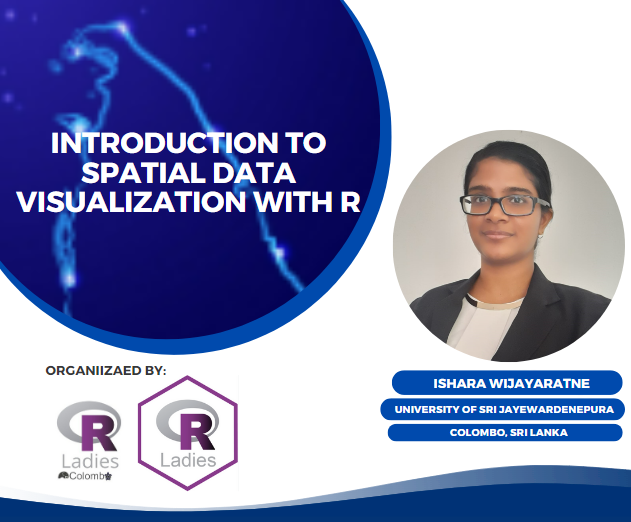 INTRODUCTION TO
SPATIAL DATA
VISUALIZATION WITH R
ORGANIIZAED BY:
R
Ladies
Colombo
R
Ladies
ISHARA WIJAYARATNE
UNIVERSITY OF SRI JAYEWARDENEPURA
COLOMBO, SRI LANKA